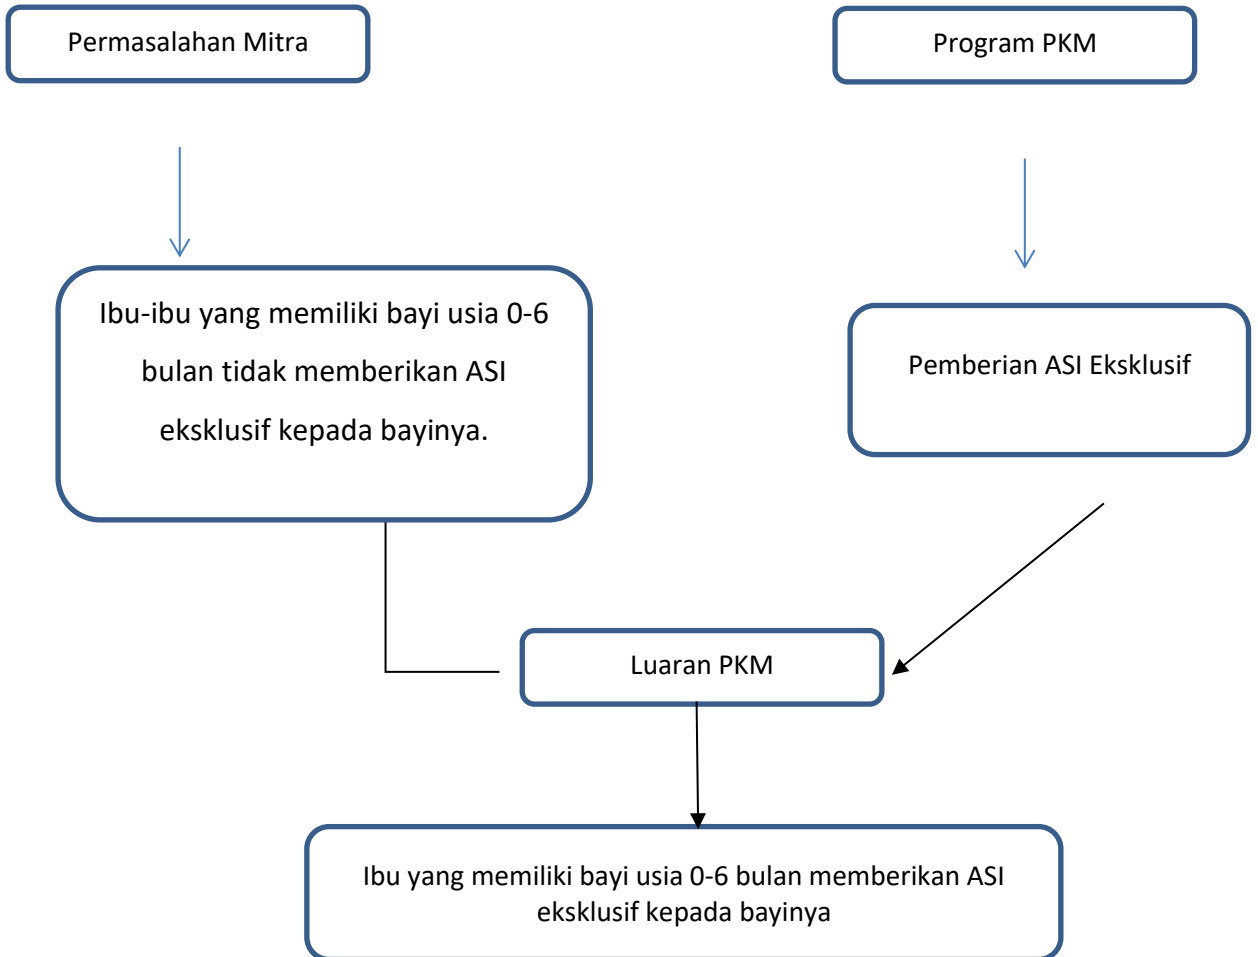 Permasalahan Mitra
Program PKM
Ibu-ibu yang memiliki bayi usia 0-6
bulan tidak memberikan ASI
eksklusif kepada bayinya.
Pemberian ASI Eksklusif
Luaran PKM
Ibu yang memiliki bayi usia 0-6 bulan memberikan ASI
eksklusif kepada bayinya